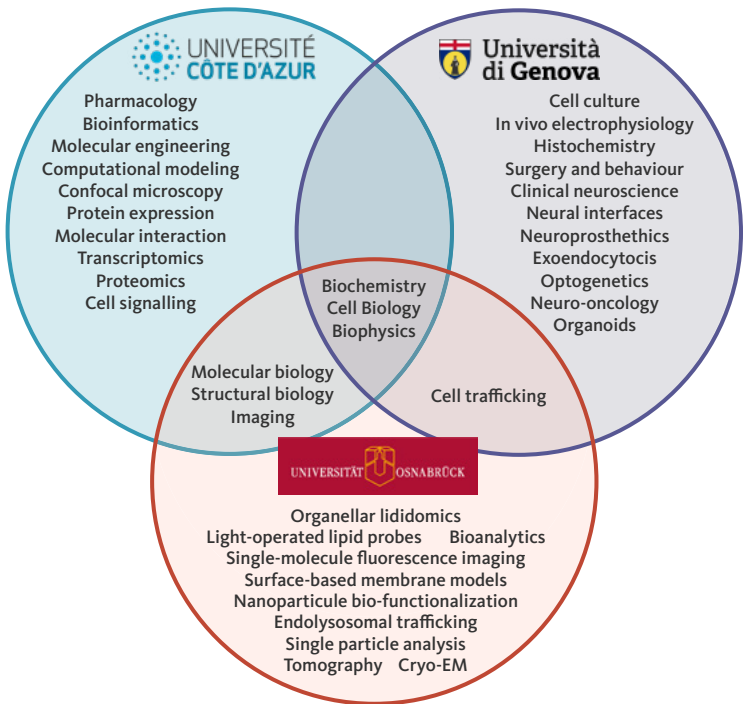 UNIVERSITÉ
CÔTE D'AZUR
Università
di Genova
Pharmacology
Bioinformatics
Molecular engineering
Computational modeling
Confocal microscopy
Protein expression
Molecular interaction
Transcriptomics
Proteomics
Cell signalling
Cell culture
In vivo electrophysiology
Histochemistry
Surgery and behaviour
Clinical neuroscience
Neural interfaces
Neuroprosthethics
Exoendocytocis
Optogenetics
Neuro-oncology
Organoids
Biochemistry
Cell Biology
Biophysics
Molecular biology
Structural biology
Imaging
Cell trafficking
UNIVERSITÄT OSNABRÜCK
Organellar lididomics
Light-operated lipid probes Bioanalytics
Single-molecule fluorescence imaging
Surface-based membrane models
Nanoparticule bio-functionalization
Endolysosomal trafficking
Single particle analysis
Tomography Cryo-EM